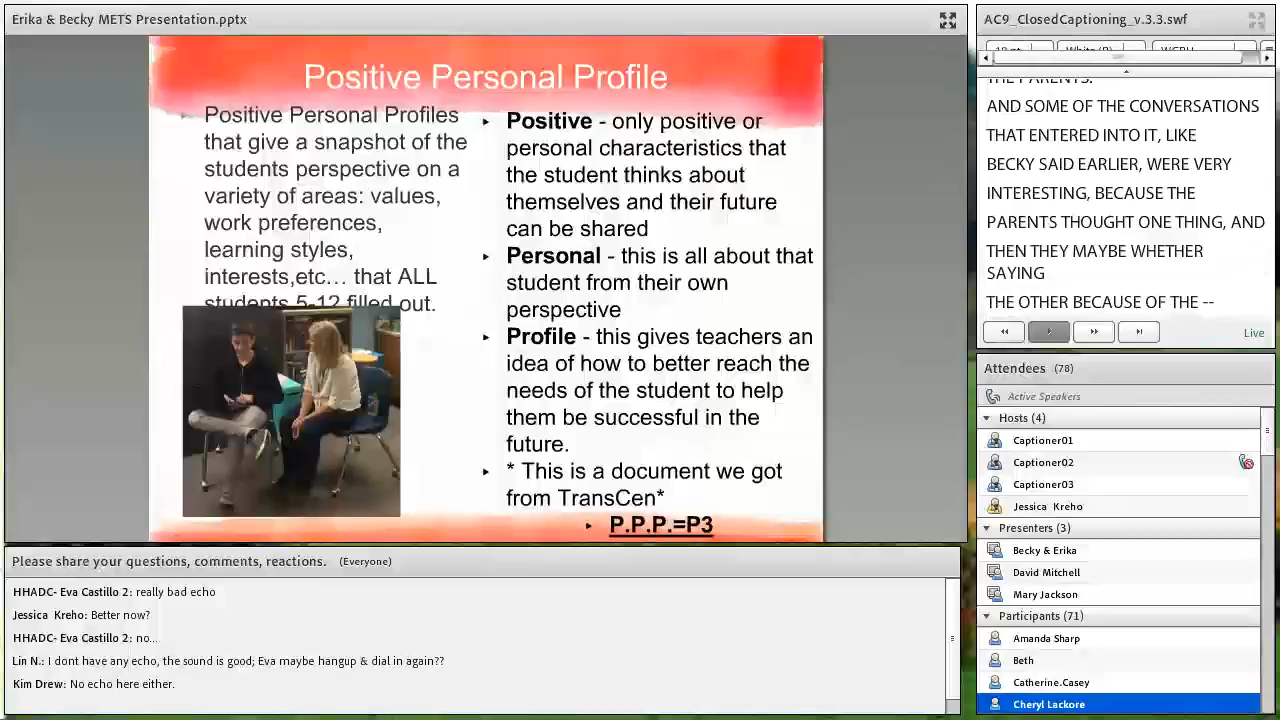 Erika & Becky METS Presentation.pptx
Positive Personal Profile
Positive Personal Profiles
that give a snapshot of the
students perspective on a
variety of areas: values,
work preferences,
learning styles,
interests,etc... that ALL
students 5-12 filled out.
Positive - only positive or
personal characteristics that
the student thinks about
themselves and their future
can be shared
Personal - this is all about that
student from their own
perspective
Profile - this gives teachers an
idea of how to better reach the
needs of the student to help
them be successful in the
future.
* This is a document we got
from TransCen*
P.P.P.=P3
Please share your questions, comments, reactions. (Everyone)
HHADC- Eva Castillo 2: really bad echo
Jessica Kreho: Better now?
HHADC- Eva Castillo 2: no...
Lin N.: I dont have any echo, the sound is good; Eva maybe hangup & dial in again??
Kim Drew: No echo here either.
AC9_ClosedCaptioning_v.3.3.swf
THE PARENTS.
AND SOME OF THE CONVERSATIONS
THAT ENTERED INTO IT, LIKE
BECKY SAID EARLIER, WERE VERY
INTERESTING, BECAUSE THE
PARENTS THOUGHT ONE THING, AND
THEN THEY MAYBE WHETHER
SAYING
THE OTHER BECAUSE OF THE --
Live
Attendees (78)
Active Speakers
Hosts (4)
Captioner01
Captioner02
Captioner03
Jessica Kreho
Presenters (3)
Becky & Erika
David Mitchell
Mary Jackson
Participants (71)
Amanda Sharp
Beth
Catherine.Casey
Cheryl Lackore